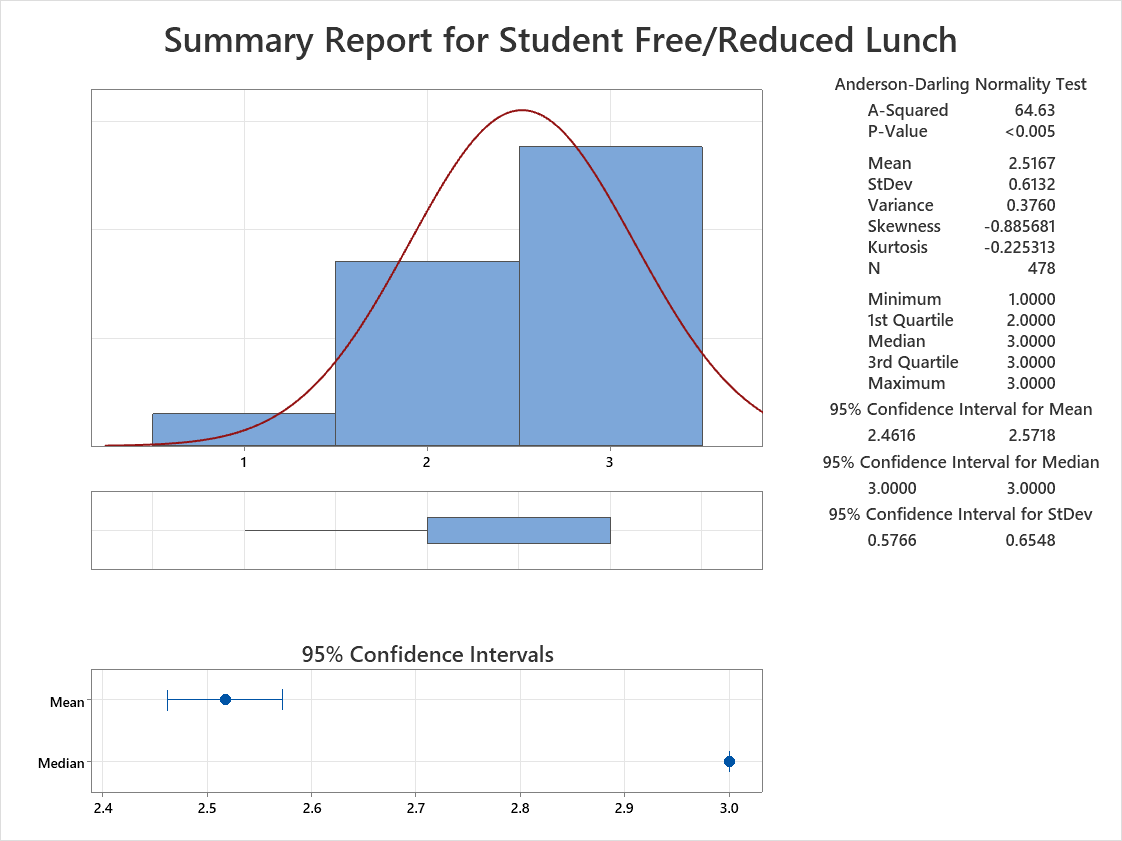 Summary Report for Student Free/Reduced Lunch
1 2 3
Anderson-Darling Normality Test
A-Squared 64.63
P-Value <0.005
Mean 2.5167
StDev 0.6132
Variance 0.3760
Skewness -0.885681
Kurtosis -0.225313
N 478
Minimum 1.0000
1st Quartile 2.0000
Median 3.0000
3rd Quartile 3.0000
Maximum 3.0000
95% Confidence Interval for Mean
2.4616 2.5718
95% Confidence Interval for Median
3.0000 3.0000
95% Confidence Interval for StDev
0.5766 0.6548
95% Confidence Intervals
Mean
Median
2.4 2.5 2.6 2.7 2.8 2.9 3.0